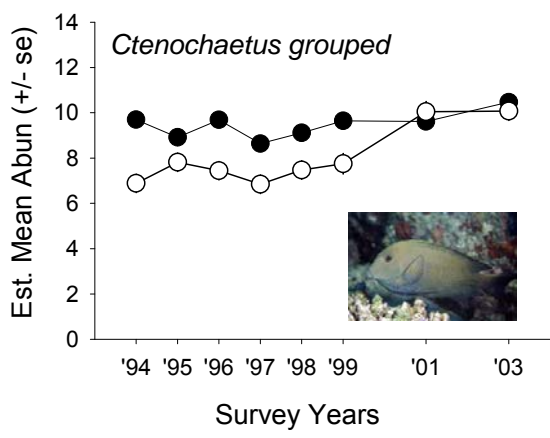 14
Ctenochaetus grouped
12
10
8
6
4
2
0
Est. Mean Abun (+/- se)
'94 '95 '96 '97 '98 '99 '01 '03
Survey Years